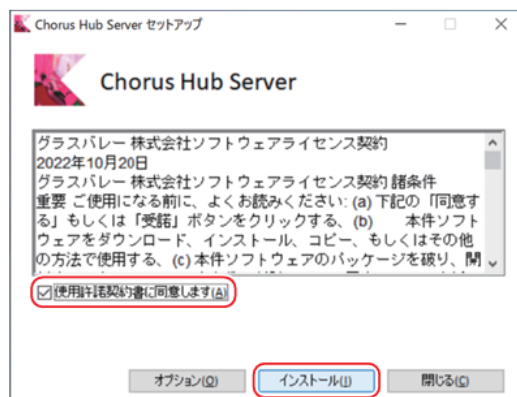 Chorus Hub Server セットアップ
Chorus Hub Server
グラスバレー 株式会社ソフトウェアライセンス契約
2022年10月20日
グラスバレー 株式会社ソフトウェアライセンス契約 諸条件
重要 ご使用になる前に、よくお読みください: (a) 下記の「同意す
る」もしくは「受諾」ボタンをクリックする、(b) 本件ソフト
ウェアをダウンロード、インストール、コピー、もしくはその他
の方法で使用する、(c) 本件ソフトウェアのパッケージを破り、開
使用許諾契約書に同意します(A)
オプション(O)
インストール(I)
閉じる(C)